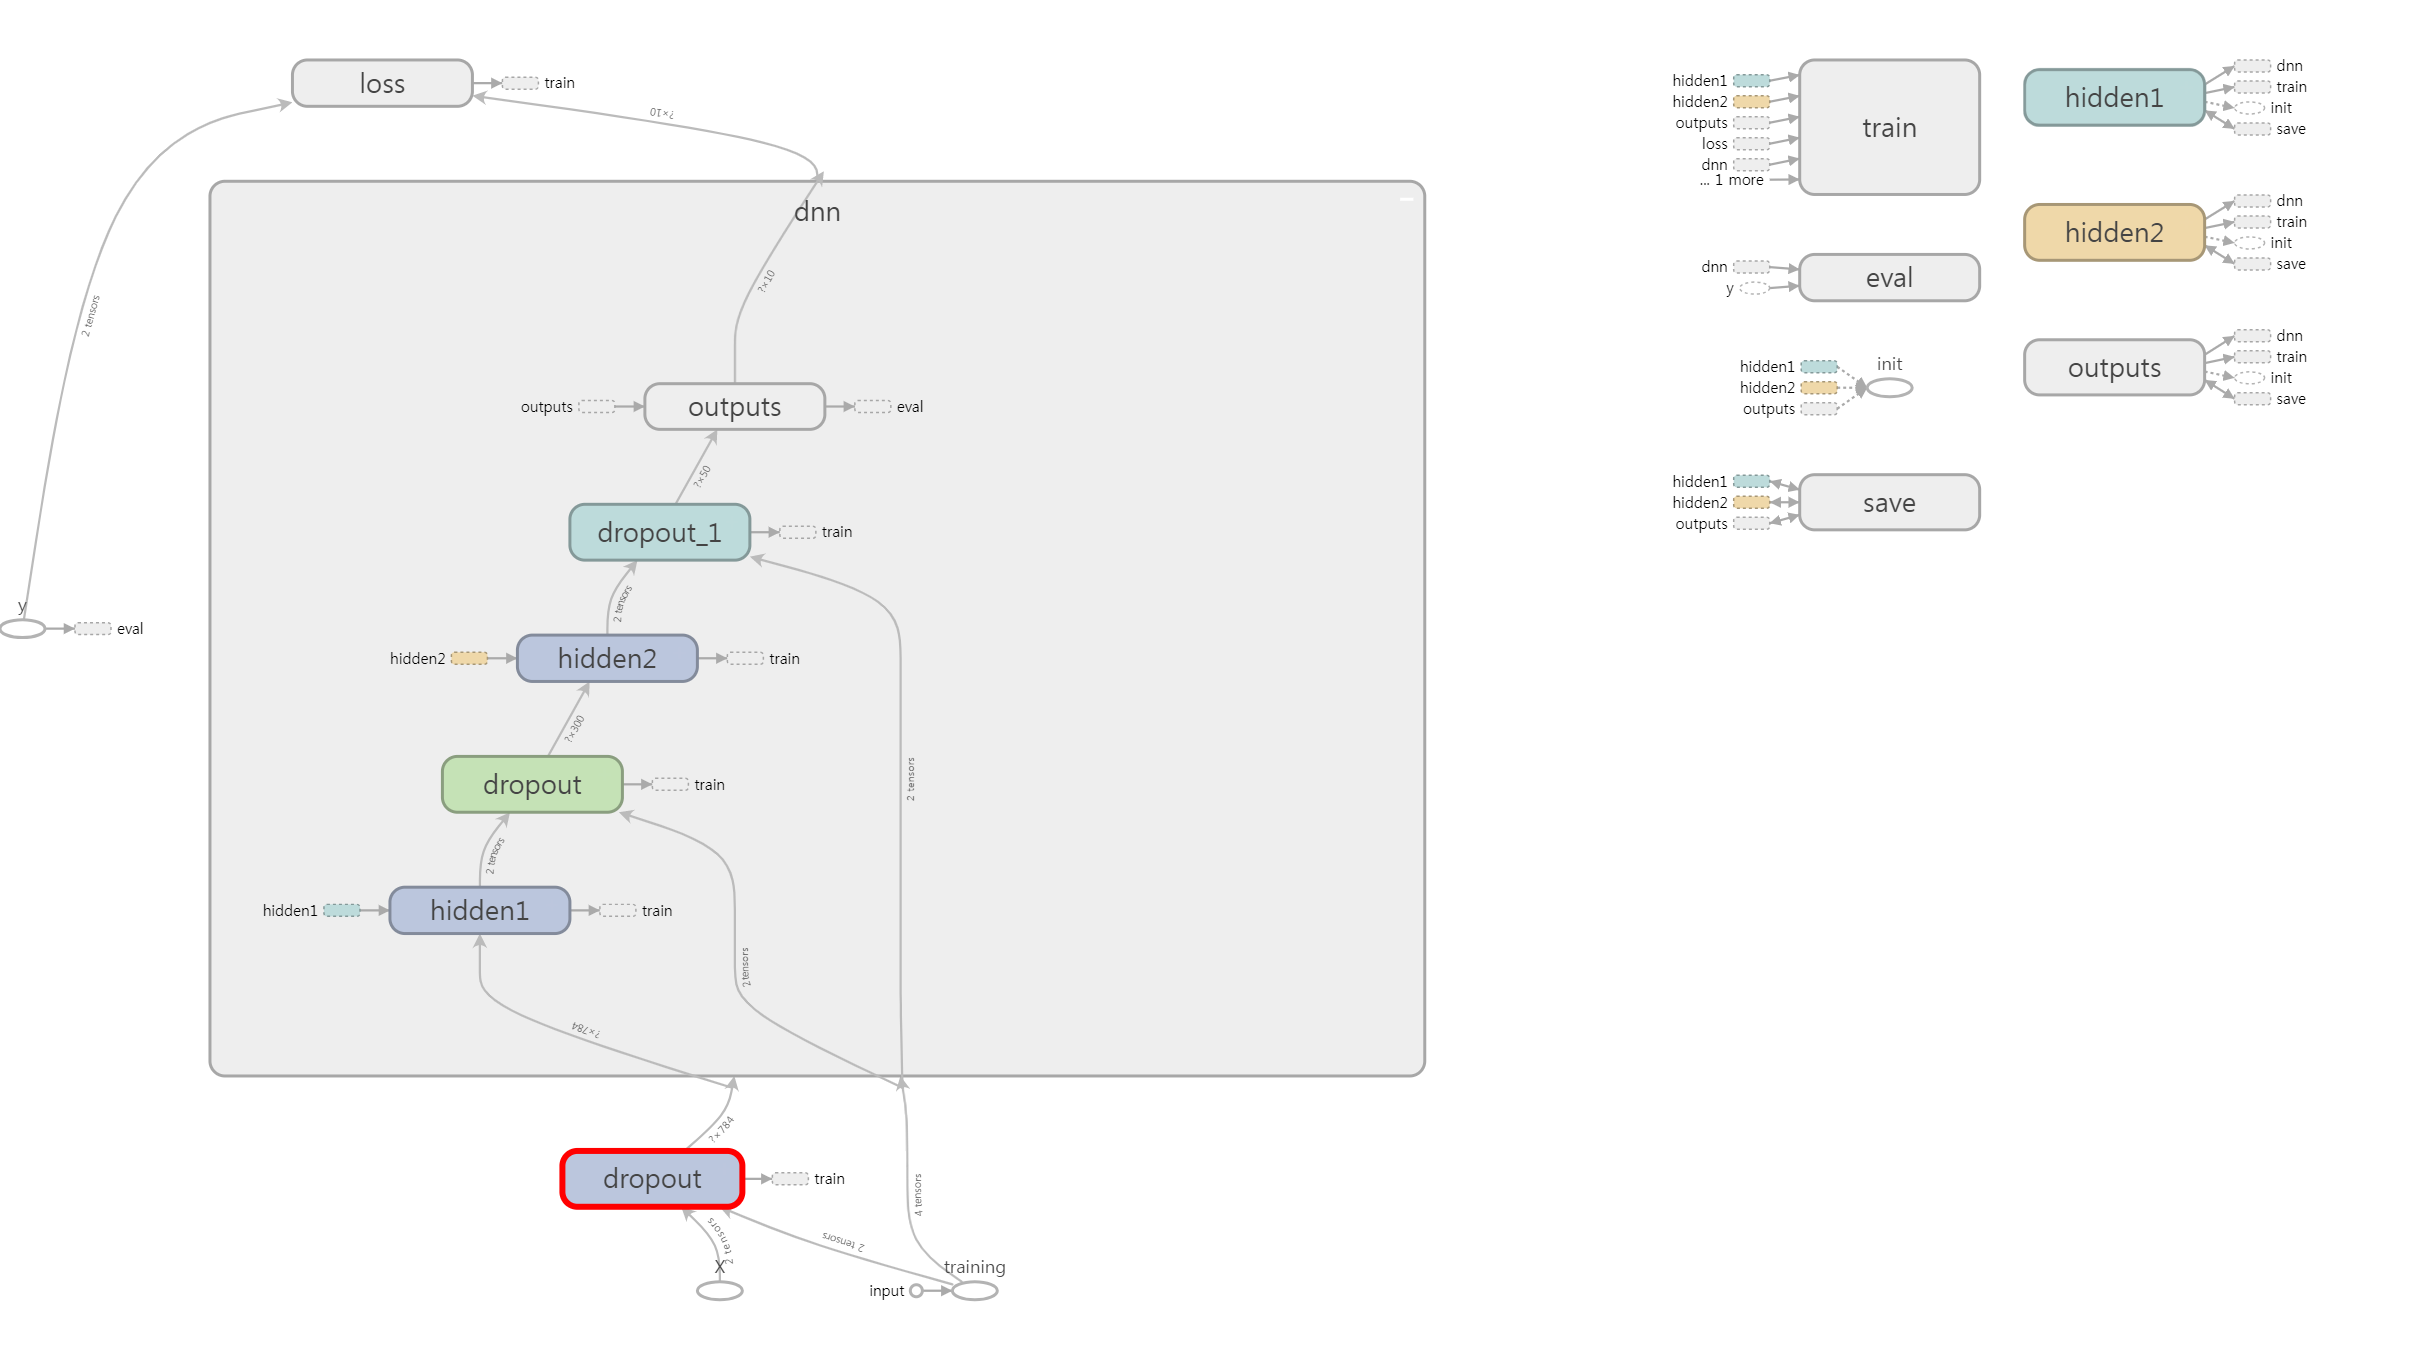 loss
train
?×10
2 tensors
dnn
?×10
outputs
outputs
eval
?×50
dropout_1
train
2 tensors
y
eval
hidden2
hidden2
train
?×300
2 tensors
dropout
train
2 tensors
hidden1
hidden1
train
2 tensors
?×784
?×784
dropout
train
4 tensors
2 tensors
2 tensors
X
training
input
hidden1
hidden2
outputs
loss
dnn
... 1 more
train
dnn
y
eval
hidden1
hidden2
outputs
init
hidden1
hidden2
outputs
save
hidden1
dnn
train
init
save
hidden2
dnn
train
init
save
outputs
dnn
train
init
save